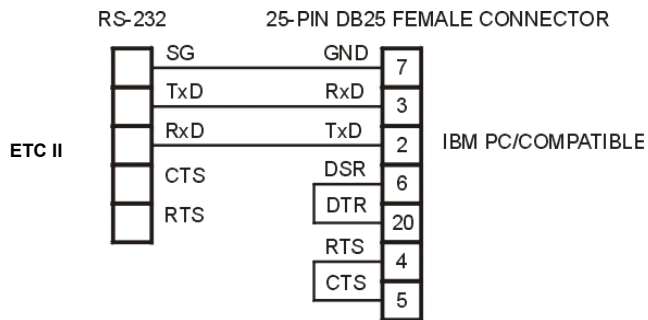 RS-232 25-PIN DB25 FEMALE CONNECTOR
SG GND 7
TxD RxD 3
RxD TxD 2
ETC II IBM PC/COMPATIBLE
CTS DSR 6
RTS DTR 20
RTS 4
CTS 5